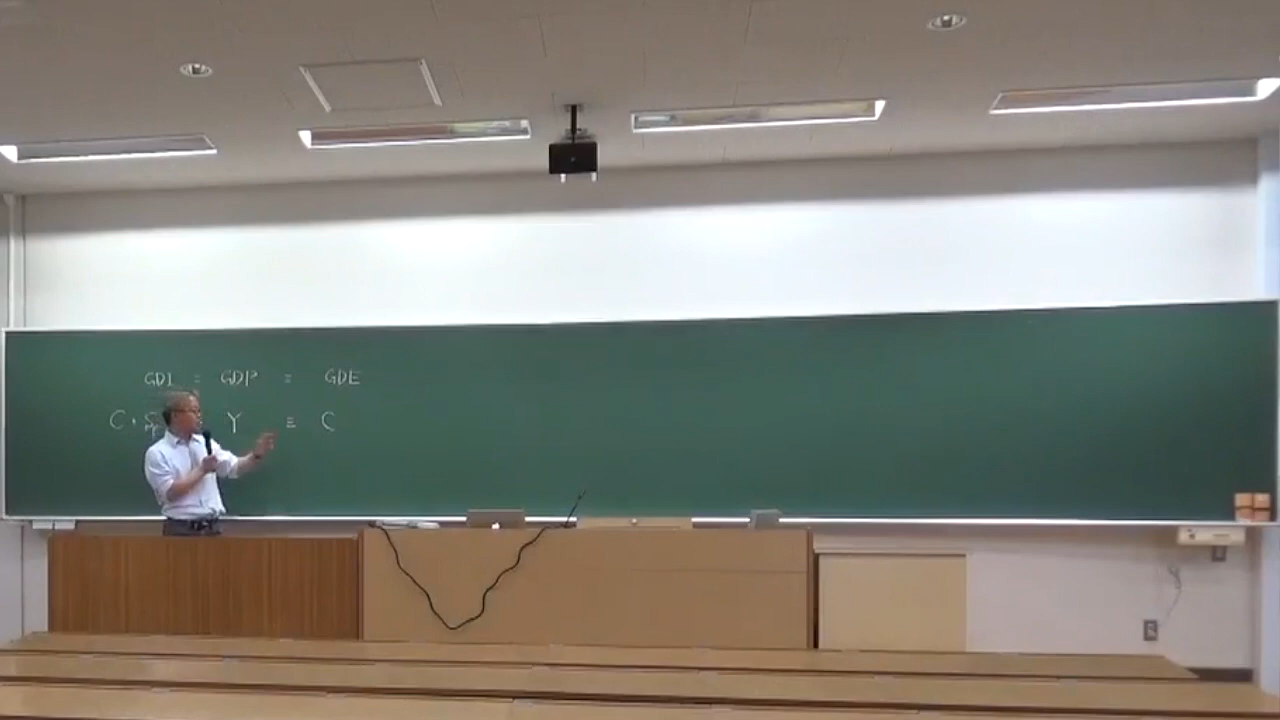 GDI = GDP = GDE
C + S Y ≡ C